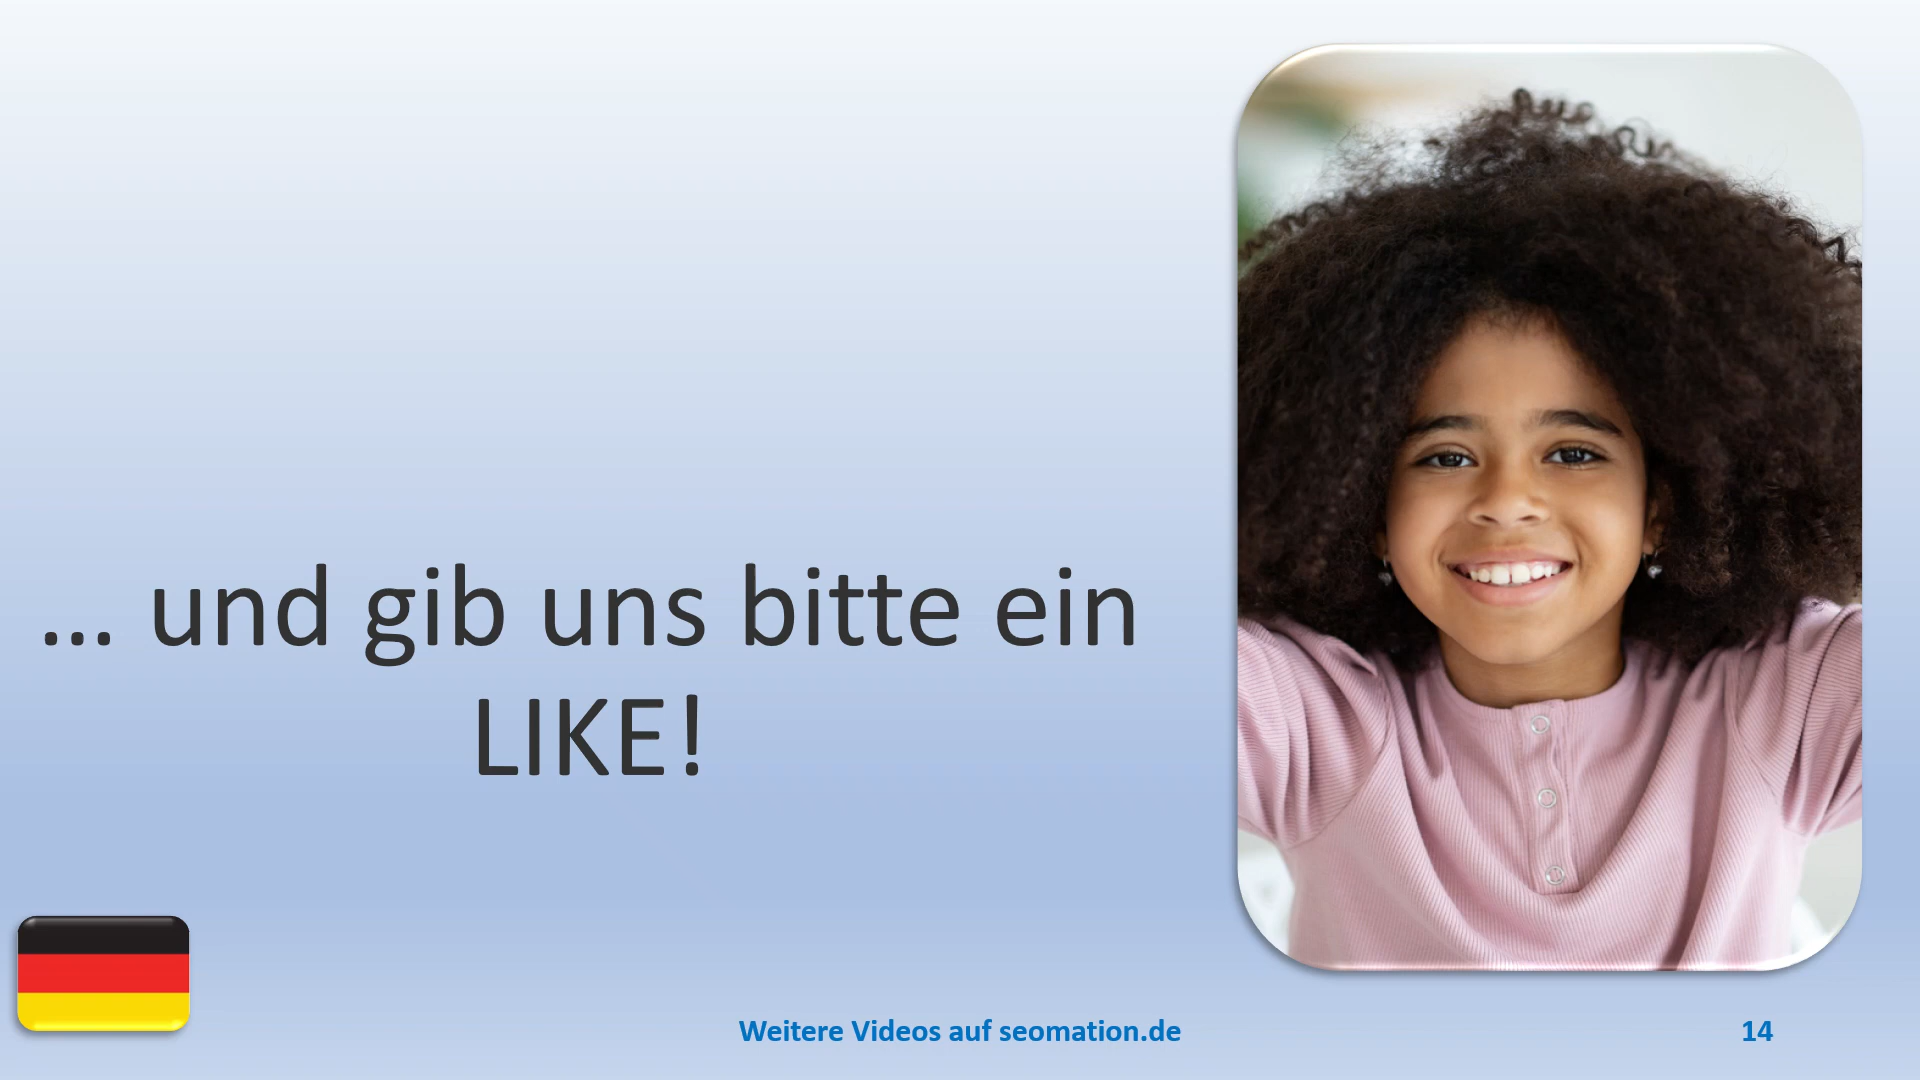 ... und gib uns bitte ein
LIKE!
Weitere Videos auf seomation.de
14